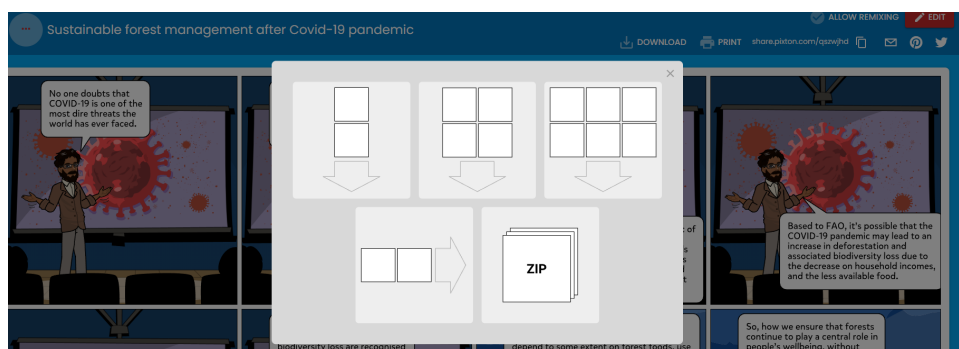 ALLOW REMIXING
EDIT
Sustainable forest management after Covid-19 pandemic
DOWNLOAD
PRINT
share.pixton.com/qszwjhd
No one doubts that
COVID-19 is one of the
most dire threats the
world has ever faced.
ZIP
of
Based to FAO, it's possible that the
COVID-19 pandemic may lead to an
increase in deforestation and
associated biodiversity loss due to
the decrease on household incomes,
and the less available food.
biodiversity loss are recognised
depend to some extent on forest foods, use
So, how we ensure that forests
continue to play a central role in
people's wellbeing, without